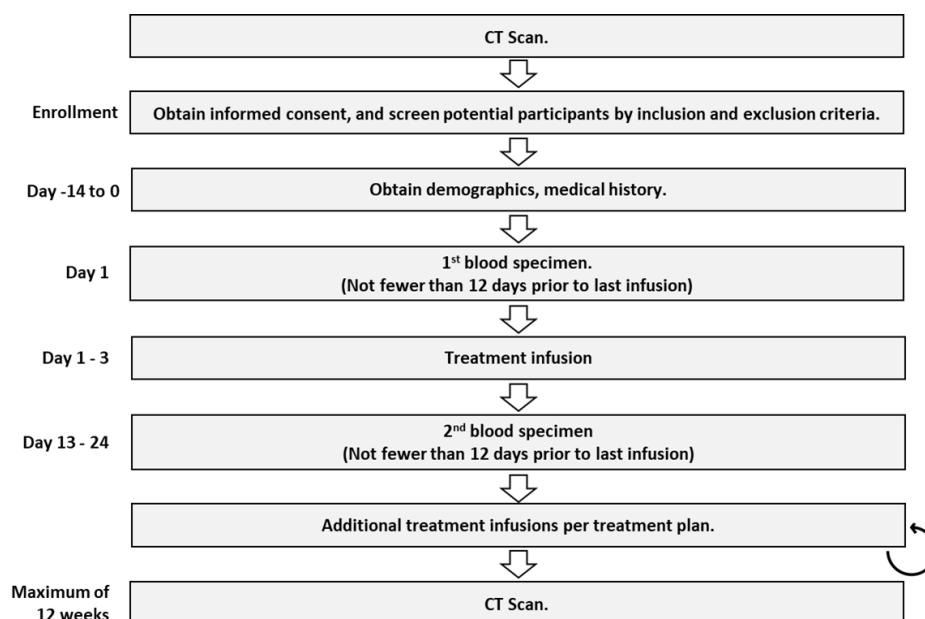 CT Scan.
Enrollment
Obtain informed consent, and screen potential participants by inclusion and exclusion criteria.
Day -14 to 0
Obtain demographics, medical history.
Day 1
1st blood specimen.
(Not fewer than 12 days prior to last infusion)
Day 1 - 3
Treatment infusion
Day 13 - 24
2nd blood specimen
(Not fewer than 12 days prior to last infusion)
Additional treatment infusions per treatment plan.
Maximum of
12 weeks
CT Scan.